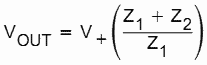 V_OUT = V_+ ( (Z_1 + Z_2) / Z_1 )